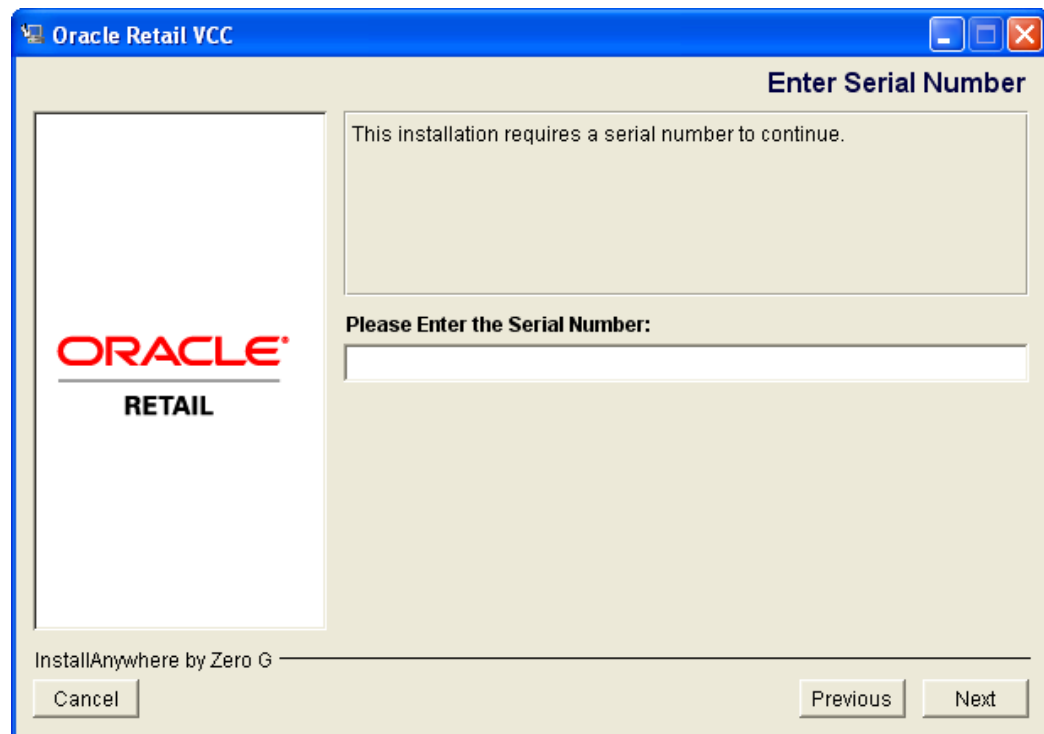 Oracle Retail VCC
Enter Serial Number
This installation requires a serial number to continue.
Please Enter the Serial Number:
ORACLE
RETAIL
InstallAnywhere by Zero G
Cancel
Previous
Next